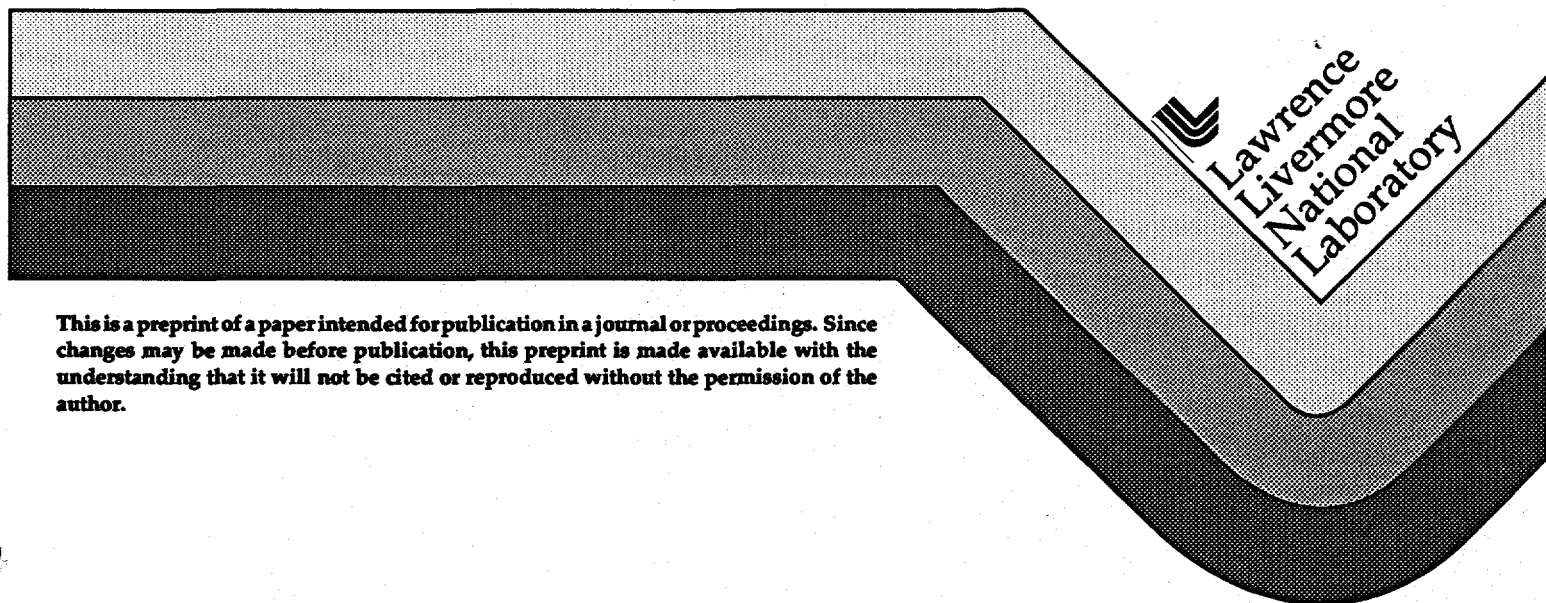 Lawrence
Livermore
National
Laboratory
This is a preprint of a paper intended for publication in a journal or proceedings. Since
changes may be made before publication, this preprint is made available with the
understanding that it will not be cited or reproduced without the permission of the
author.